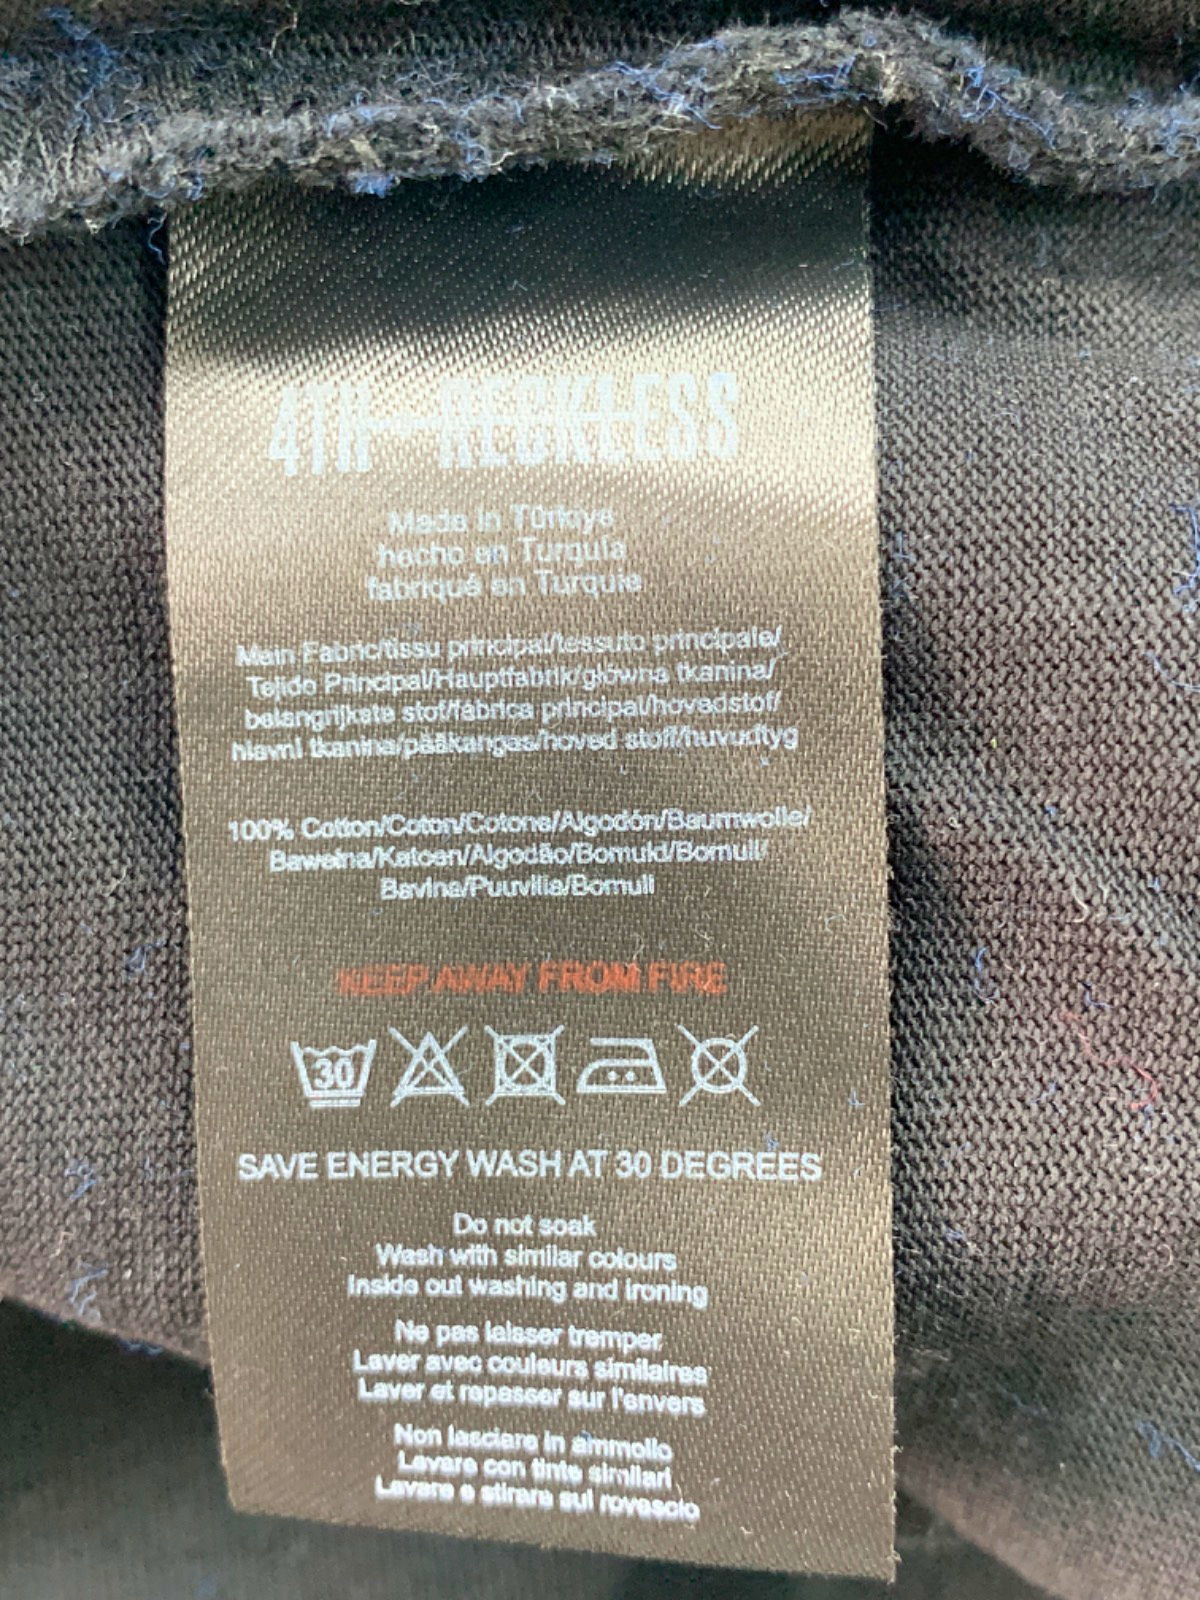 4TH RECKLESS
Made in Türkiye
hecho en Turquía
fabriqué en Turquie
Main Fabric/tissu principal/tessuto principale/
Tejido Principal/Hauptfabrik/główna tkanina/
belangrijkste stof/fábrica principal/hovedstof/
hlavní tkanina/pääkangas/hoved stoff/huvudtyg
100% Cotton/Coton/Cotone/Algodón/Baumwolle/
Bawełna/Katoen/Algodão/Bomuld/Bomull/
Bavlna/Puuvilla/Bomull
KEEP AWAY FROM FIRE
30
SAVE ENERGY WASH AT 30 DEGREES
Do not soak
Wash with similar colours
Inside out washing and ironing
Ne pas laisser tremper
Laver avec couleurs similaires
Laver et repasser sur l'envers
Non lasciare in ammollo
Lavare con tinte similari
Lavare e stirare sul rovescio